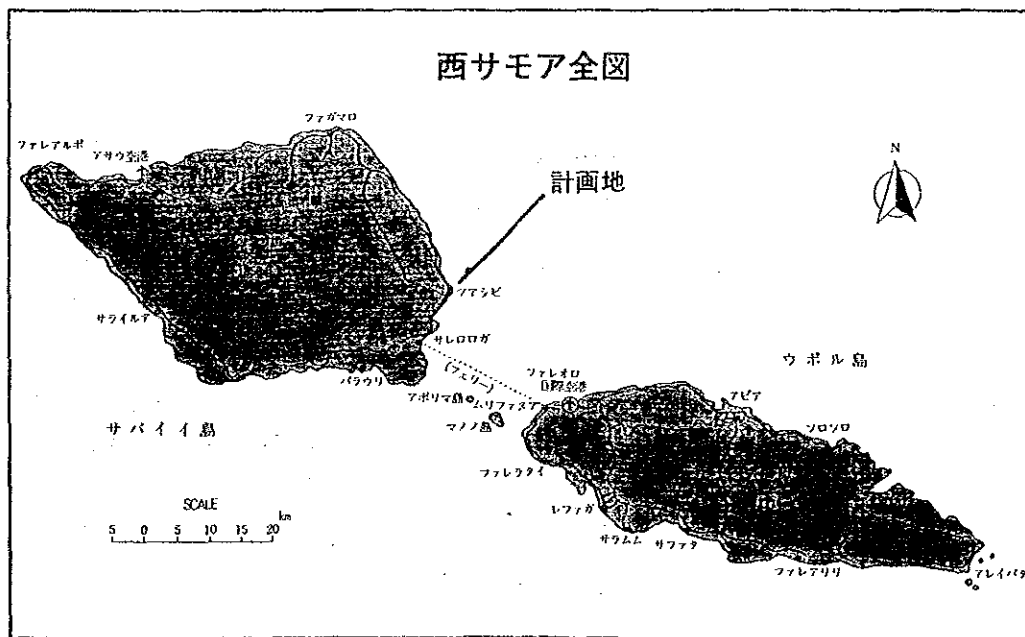 西サモア全図
ファガマロ
ファレアルポ
アサウ空港
計画地
N
ツアシビ
サライルア
サレロロガ
(フェリー)
パラウリ
ファレオロ
国際空港
ウポル島
アポリマ島
ムリファヌア
マノノ島
アピア
サバイイ島
ソロソロ
ファレラタイ
レファガ
サラムム
サファタ
ファレアリリ
アレイパタ
SCALE
5 0 5 10 15 20 km